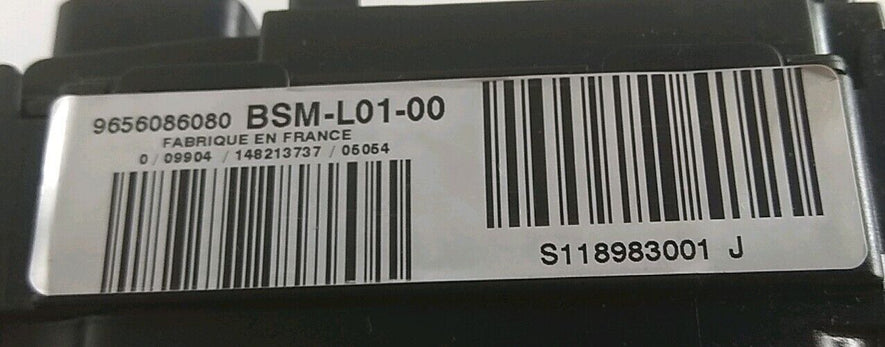 9656086080 BSM-L01-00
FABRIQUE EN FRANCE
0 / 09904 / 148213737 / 05054
S118983001 J